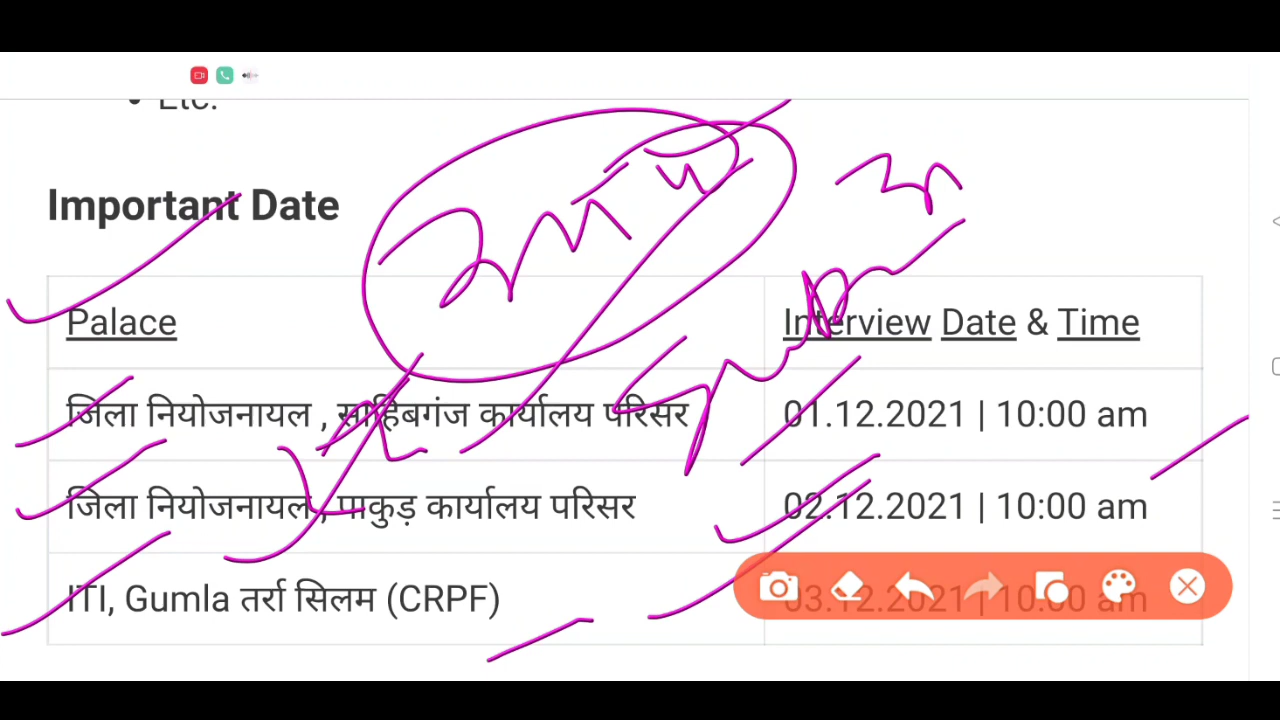 Etc.
Important Date
Palace
Interview Date & Time
जिला नियोजनायल , साहिबगंज कार्यालय परिसर
01.12.2021 | 10:00 am
जिला नियोजनायल , पाकुड़ कार्यालय परिसर
02.12.2021 | 10:00 am
ITI, Gumla तर्रा सिलम (CRPF)
03.12.2021 | 10:00 am